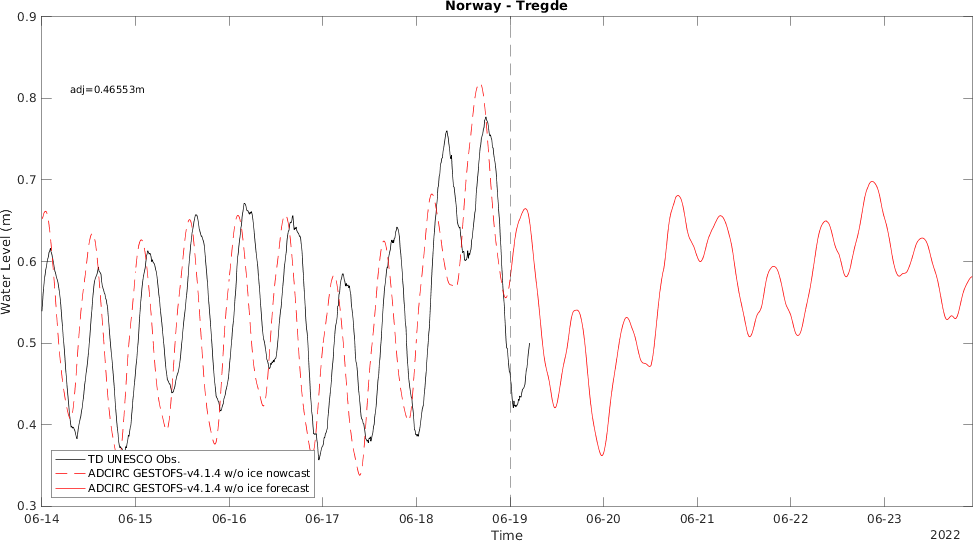 Norway - Tregde
0.9
0.8
0.7
0.6
0.5
0.4
0.3
Water Level (m)
adj=0.46553m
TD UNESCO Obs.
ADCIRC GESTOFS-v4.1.4 w/o ice nowcast
ADCIRC GESTOFS-v4.1.4 w/o ice forecast
06-14 06-15 06-16 06-17 06-18 06-19 06-20 06-21 06-22 06-23
Time
2022